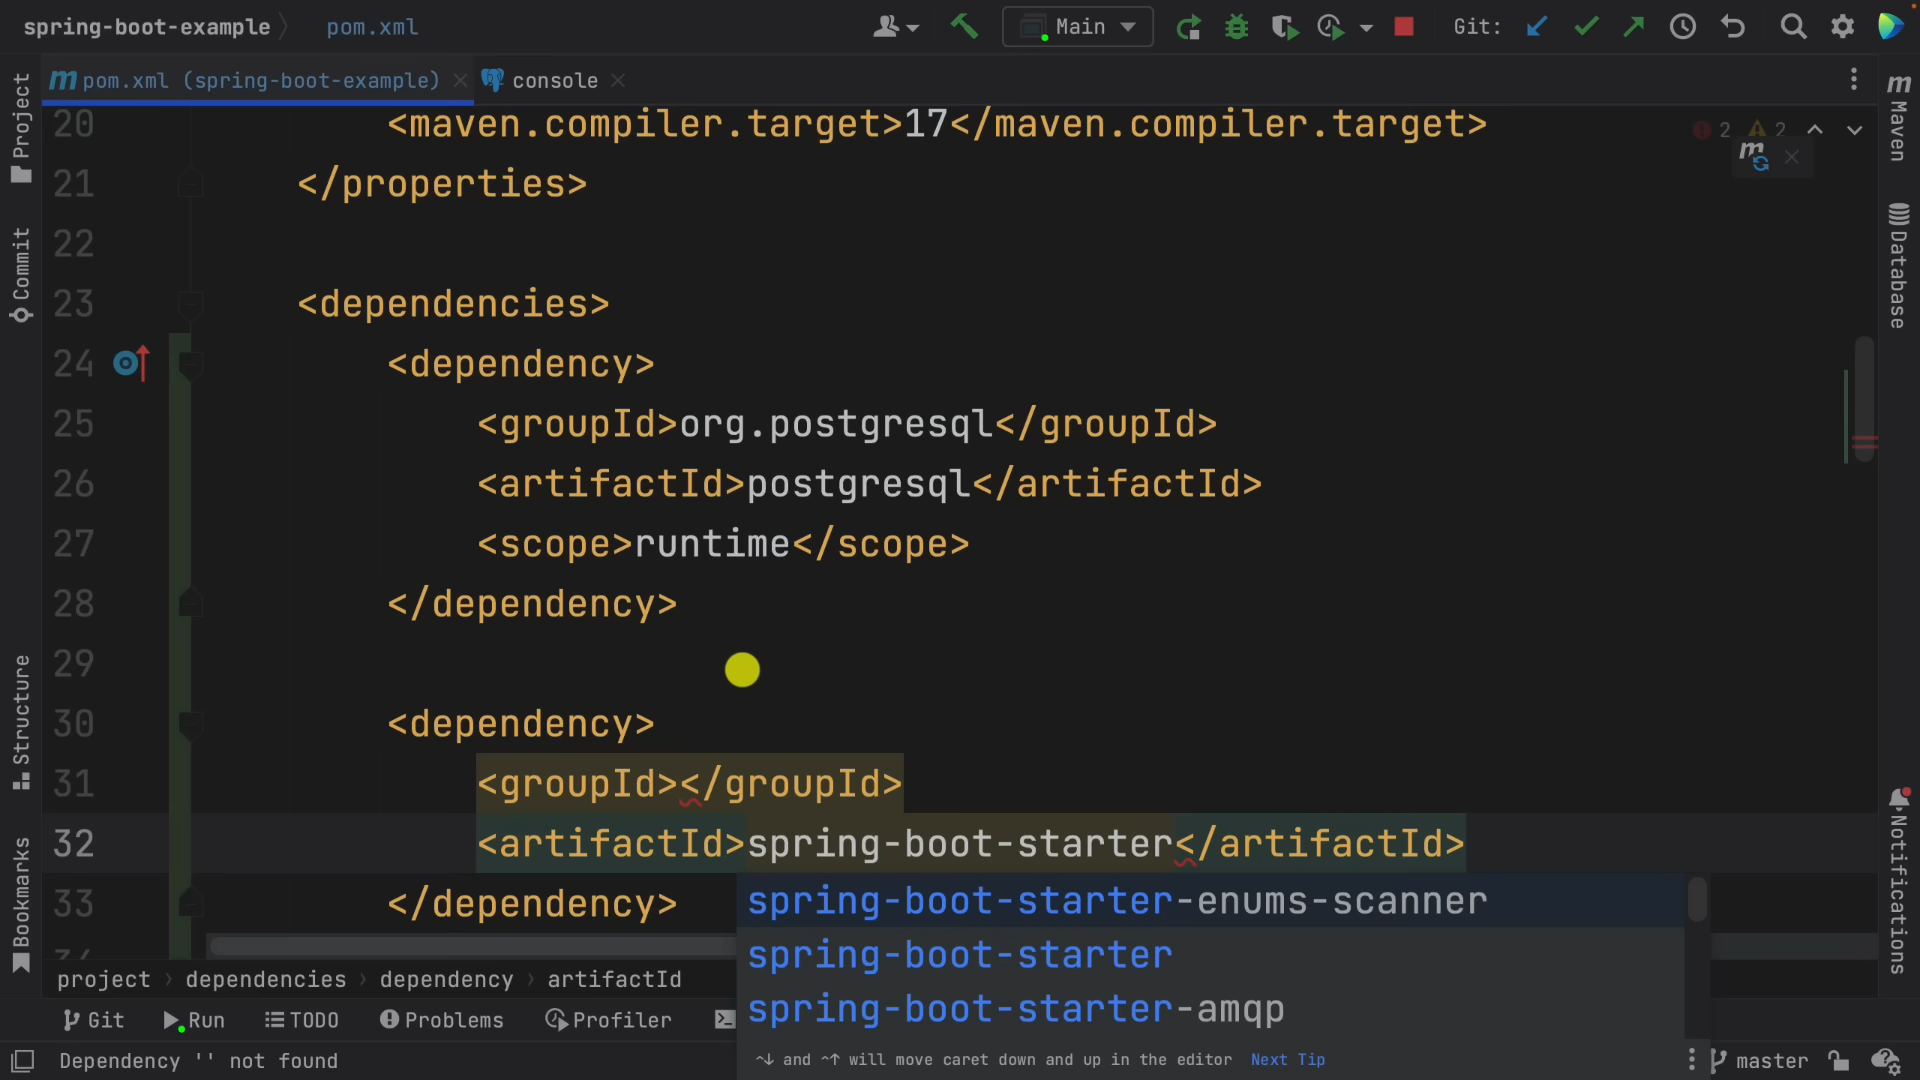 spring-boot-example pom.xml Main Git:
pom.xml (spring-boot-example) console
20 <maven.compiler.target>17</maven.compiler.target> 2 2
21 </properties>
22
23 <dependencies>
24 <dependency>
25 <groupId>org.postgresql</groupId>
26 <artifactId>postgresql</artifactId>
27 <scope>runtime</scope>
28 </dependency>
29
30 <dependency>
31 <groupId></groupId>
32 <artifactId>spring-boot-starter</artifactId>
33 </dependency>
spring-boot-starter-enums-scanner
spring-boot-starter
spring-boot-starter-amqp
^↓ and ^↑ will move caret down and up in the editor Next Tip
project › dependencies › dependency › artifactId
Git Run TODO Problems Profiler
Dependency '' not found
master
Project
Commit
Structure
Bookmarks
Maven
Database
Notifications